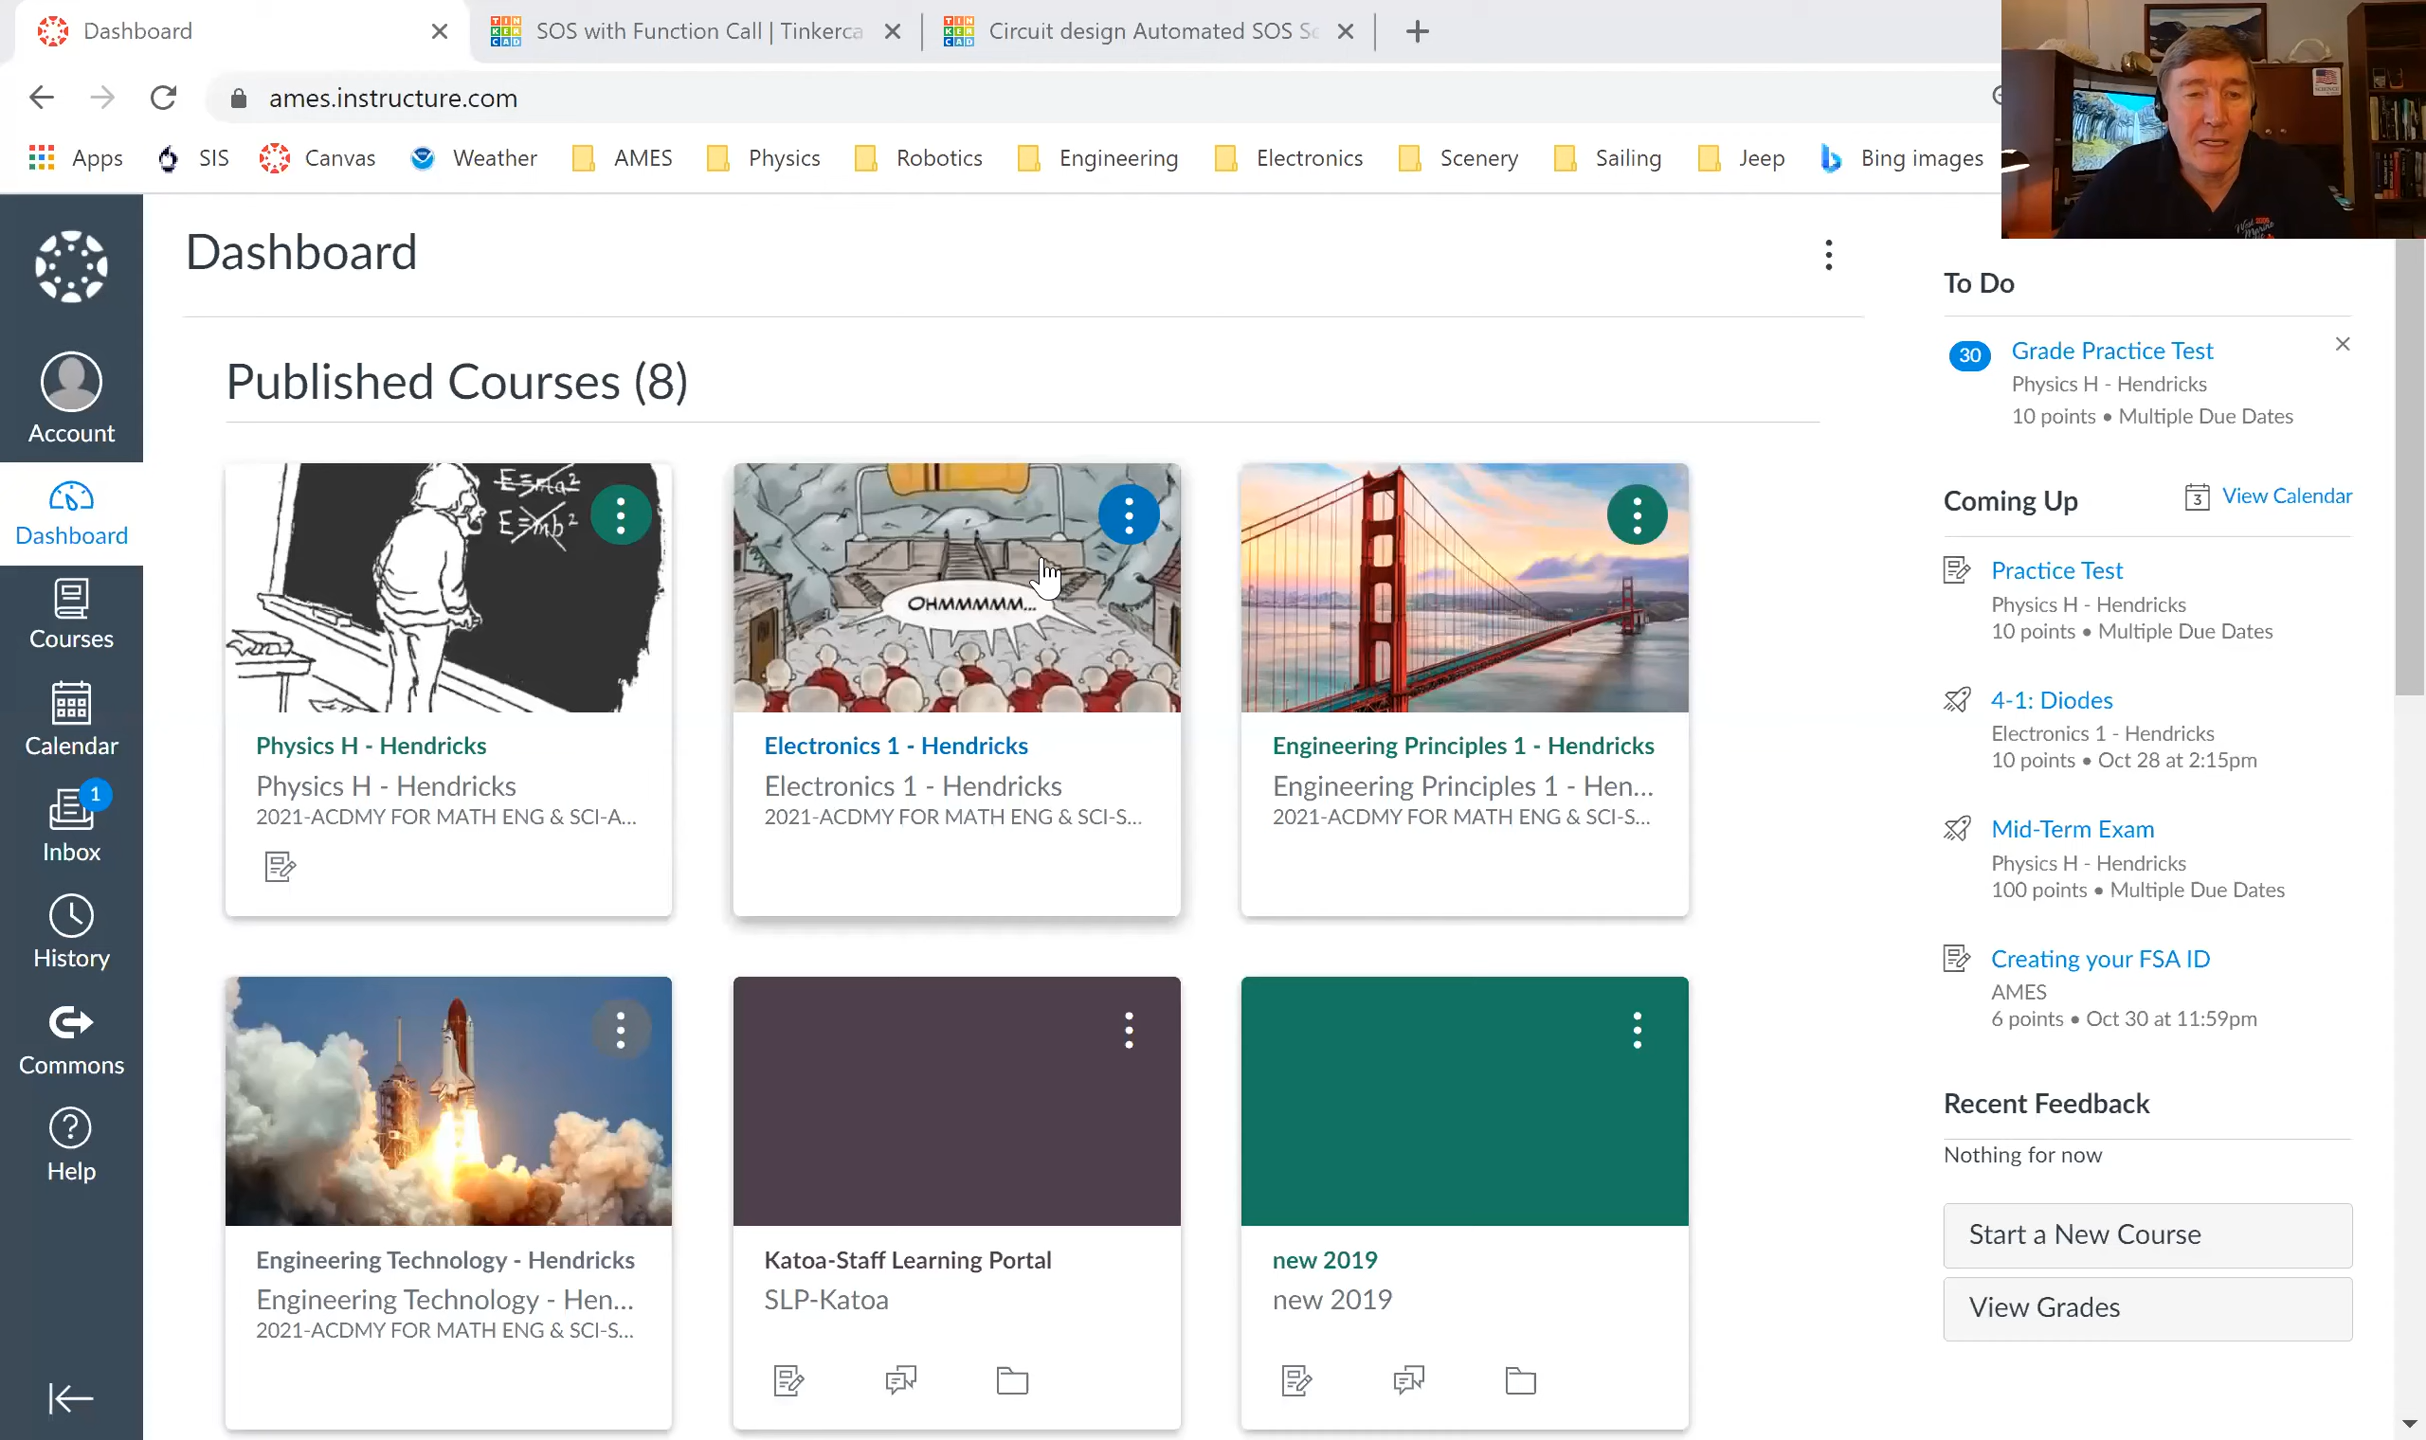 Dashboard
SOS with Function Call | Tinkerca
Circuit design Automated SOS Se
ames.instructure.com
Apps
SIS
Canvas
Weather
AMES
Physics
Robotics
Engineering
Electronics
Scenery
Sailing
Jeep
Bing images
Account
Dashboard
Courses
Calendar
1
Inbox
History
Commons
Help
Dashboard
Published Courses (8)
E=ma²
E=mb²
Physics H - Hendricks
Physics H - Hendricks
2021-ACDMY FOR MATH ENG & SCI-A...
OHMMMMM...
Electronics 1 - Hendricks
Electronics 1 - Hendricks
2021-ACDMY FOR MATH ENG & SCI-S...
Engineering Principles 1 - Hendricks
Engineering Principles 1 - Hen...
2021-ACDMY FOR MATH ENG & SCI-S...
Engineering Technology - Hendricks
Engineering Technology - Hen...
2021-ACDMY FOR MATH ENG & SCI-S...
Katoa-Staff Learning Portal
SLP-Katoa
new 2019
new 2019
To Do
30
Grade Practice Test
Physics H - Hendricks
10 points • Multiple Due Dates
Coming Up
3
View Calendar
Practice Test
Physics H - Hendricks
10 points • Multiple Due Dates
4-1: Diodes
Electronics 1 - Hendricks
10 points • Oct 28 at 2:15pm
Mid-Term Exam
Physics H - Hendricks
100 points • Multiple Due Dates
Creating your FSA ID
AMES
6 points • Oct 30 at 11:59pm
Recent Feedback
Nothing for now
Start a New Course
View Grades